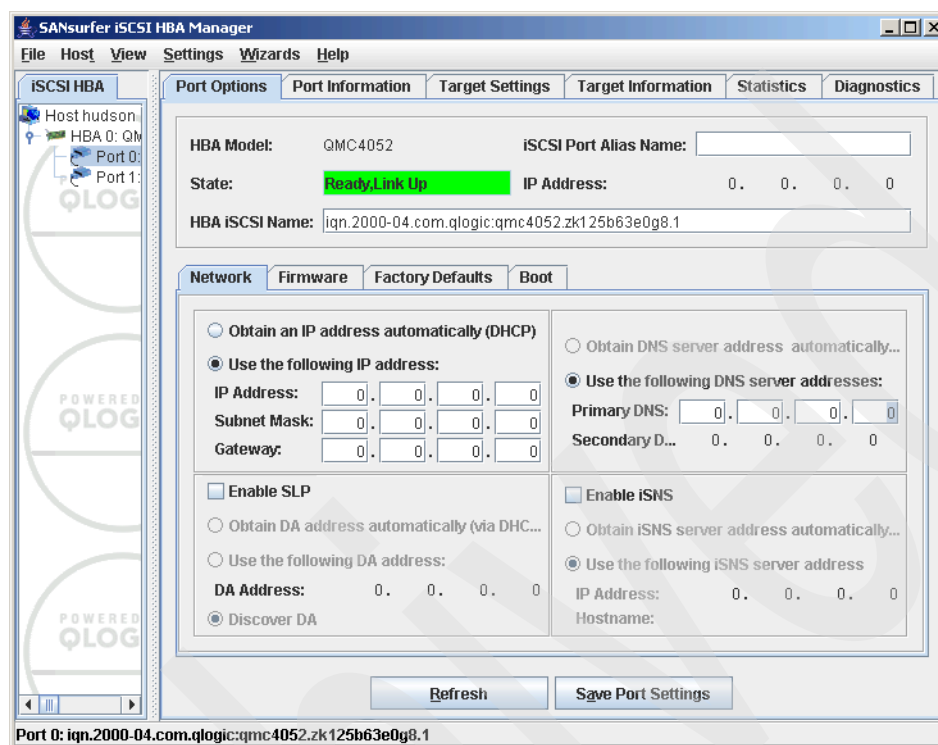 SANsurfer iSCSI HBA Manager
File Host View Settings Wizards Help
iSCSI HBA
Port Options Port Information Target Settings Target Information Statistics Diagnostics
Host hudson
HBA 0: QM
Port 0:
Port 1:
QLOG
POWERED
QLOG
POWERED
QLOG
HBA Model: QMC4052 iSCSI Port Alias Name:
State: Ready,Link Up IP Address: 0. 0. 0. 0
HBA iSCSI Name: iqn.2000-04.com.qlogic:qmc4052.zk125b63e0g8.1
Network Firmware Factory Defaults Boot
Obtain an IP address automatically (DHCP)
Use the following IP address:
IP Address: 0. 0. 0. 0
Subnet Mask: 0. 0. 0. 0
Gateway: 0. 0. 0. 0
Obtain DNS server address automatically...
Use the following DNS server addresses:
Primary DNS: 0. 0. 0. 0
Secondary D... 0. 0. 0. 0
Enable SLP
Obtain DA address automatically (via DHC...
Use the following DA address:
DA Address: 0. 0. 0. 0
Discover DA
Enable iSNS
Obtain iSNS server address automatically...
Use the following iSNS server address
IP Address: 0. 0. 0. 0
Hostname:
Refresh Save Port Settings
Port 0: iqn.2000-04.com.qlogic:qmc4052.zk125b63e0g8.1